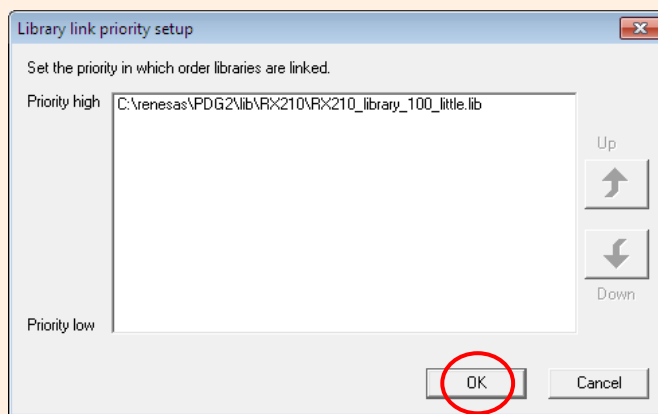 Library link priority setup
Set the priority in which order libraries are linked.
Priority high
C:\renesas\PDG2\lib\RX210\RX210_library_100_little.lib
Up
Down
Priority low
OK
Cancel